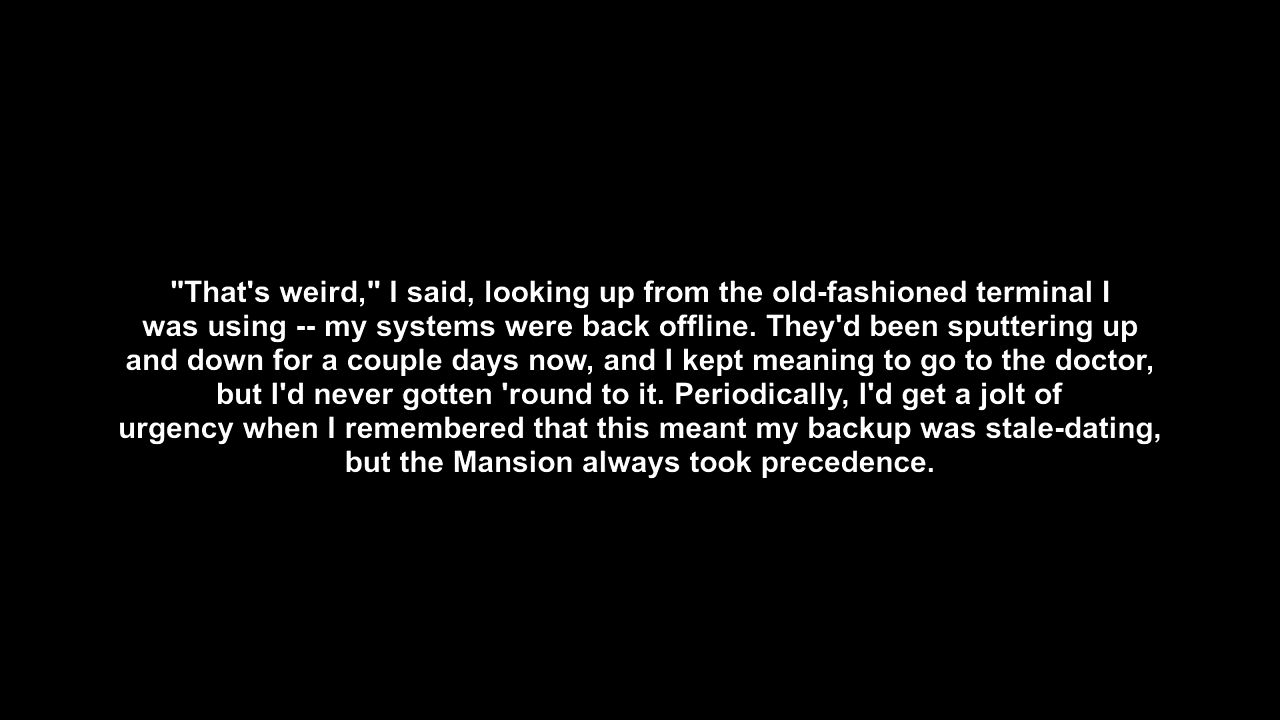 "That's weird," I said, looking up from the old-fashioned terminal I
was using -- my systems were back offline. They'd been sputtering up
and down for a couple days now, and I kept meaning to go to the doctor,
but I'd never gotten 'round to it. Periodically, I'd get a jolt of
urgency when I remembered that this meant my backup was stale-dating,
but the Mansion always took precedence.